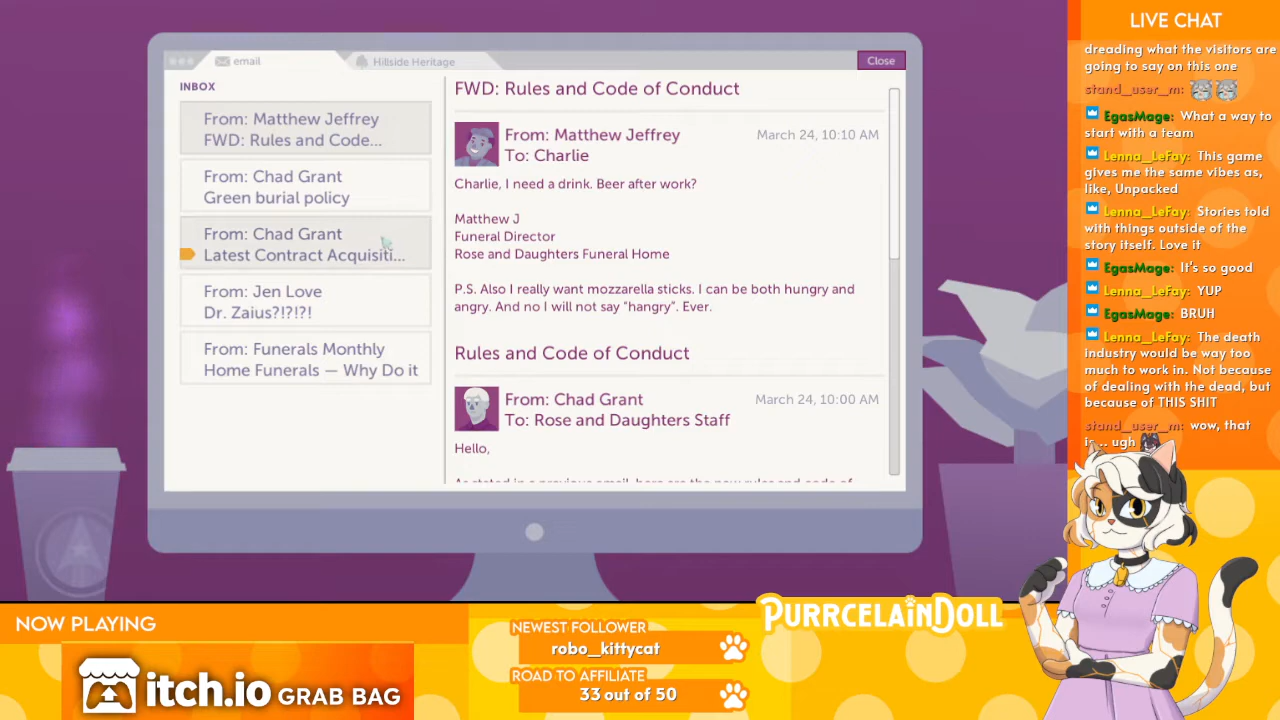 email
Hillside Heritage
Close
INBOX
From: Matthew Jeffrey
FWD: Rules and Code...
From: Chad Grant
Green burial policy
From: Chad Grant
Latest Contract Acquisiti...
From: Jen Love
Dr. Zaius?!?!?!
From: Funerals Monthly
Home Funerals — Why Do it
FWD: Rules and Code of Conduct
From: Matthew Jeffrey
March 24, 10:10 AM
To: Charlie
Charlie, I need a drink. Beer after work?
Matthew J
Funeral Director
Rose and Daughters Funeral Home
P.S. Also I really want mozzarella sticks. I can be both hungry and
angry. And no I will not say “hangry”. Ever.
Rules and Code of Conduct
From: Chad Grant
March 24, 10:00 AM
To: Rose and Daughters Staff
Hello,
LIVE CHAT
dreading what the visitors are
going to say on this one
stand_user_m:
EgasMage: What a way to
start with a team
Lenna_LeFay: This game
gives me the same vibes as,
like, Unpacked
Lenna_LeFay: Stories told
with things outside of the
story itself. Love it
EgasMage: It's so good
Lenna_LeFay: YUP
EgasMage: BRUH
Lenna_LeFay: The death
industry would be way too
much to work in. Not because
of dealing with the dead, but
because of THIS SHIT
stand_user_m: wow, that
is... ugh
NOW PLAYING
itch.io GRAB BAG
NEWEST FOLLOWER
robo_kittycat
ROAD TO AFFILIATE
33 out of 50
PURRCELAINDOLL